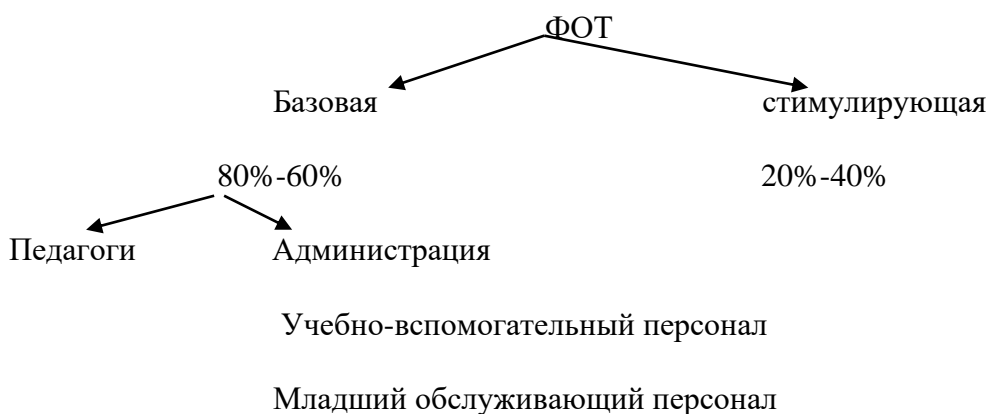 ФОТ
Базовая стимулирующая
80%-60% 20%-40%
Педагоги Администрация
Учебно-вспомогательный персонал
Младший обслуживающий персонал